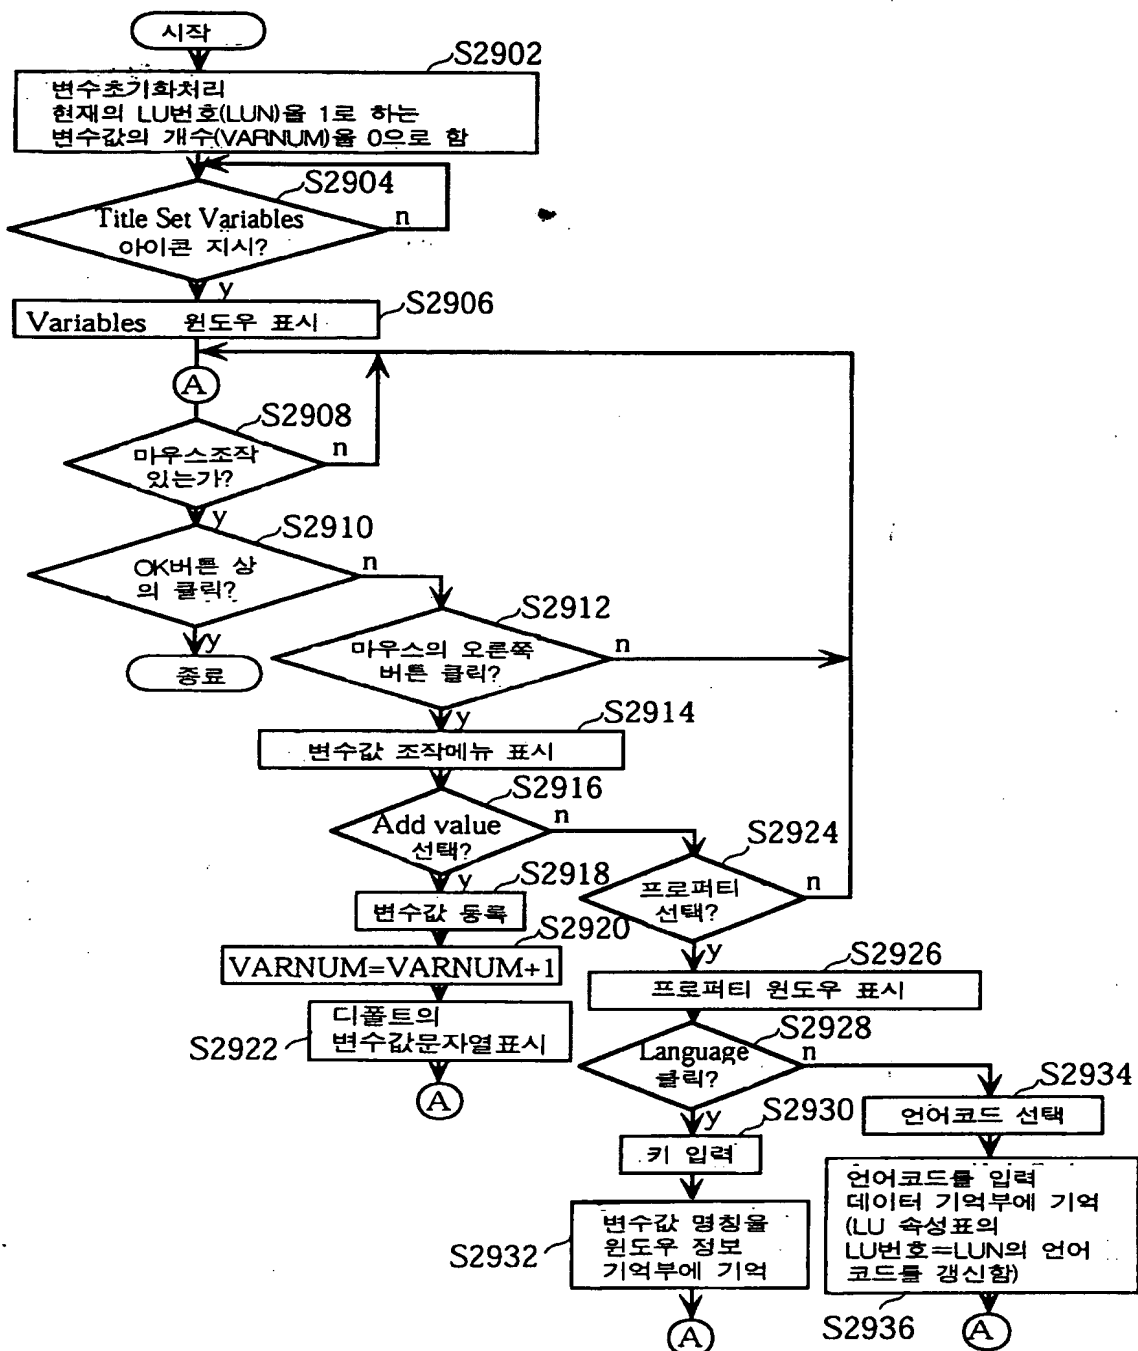 시작
S2902
변수초기화처리
현재의 LU번호(LUN)을 1로 하는
변수값의 개수(VARNUM)을 0으로 함
S2904
Title Set Variables
아이콘 지시?
n
y
S2906
Variables 윈도우 표시
A
S2908
마우스조작
있는가?
n
y
S2910
OK버튼 상
의 클릭?
n
y
종료
S2912
마우스의 오른쪽
버튼 클릭?
n
y
S2914
변수값 조작메뉴 표시
S2916
Add value
선택?
n
y
S2918
변수값 등록
S2920
VARNUM=VARNUM+1
S2922
디폴트의
변수값문자열표시
A
S2924
프로퍼티
선택?
n
y
S2926
프로퍼티 윈도우 표시
S2928
Language
클릭?
n
y
S2930
키 입력
S2932
변수값 명칭을
윈도우 정보
기억부에 기억
A
S2934
언어코드 선택
언어코드를 입력
데이터 기억부에 기억
(LU 속성표의
LU번호=LUN의 언어
코드를 갱신함)
S2936
A